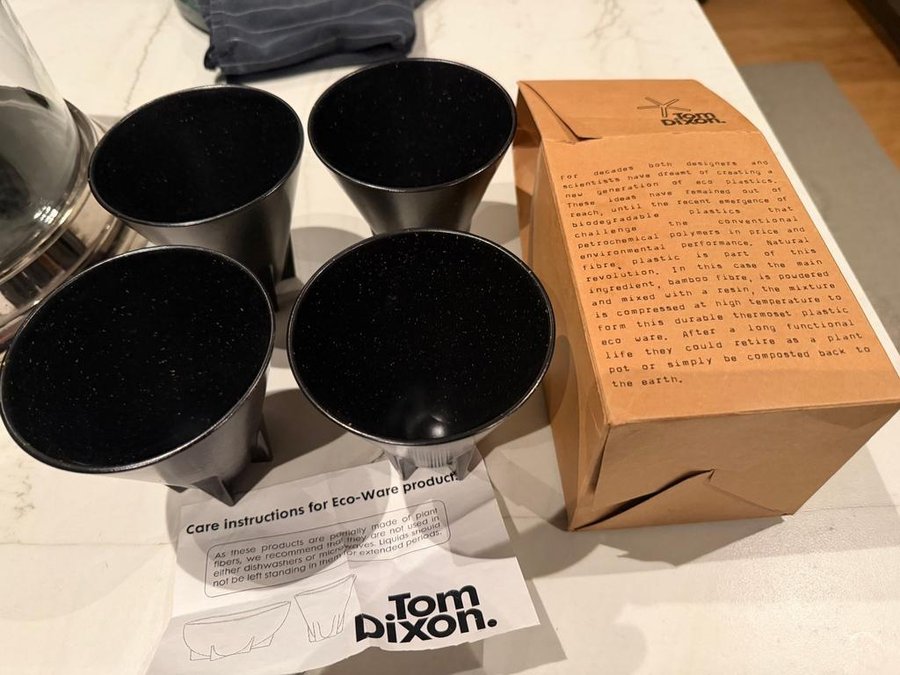 Tom
Dixon.
For decades both designers and
scientists have dreamt of creating a
new generation of eco plastics.
These ideas have remained out of
reach, until the recent emergence of
biodegradable plastics that
challenge the conventional
petrochemical polymers in price and
environmental performance. Natural
fibre plastic is part of this
revolution. In this case the main
ingredient, bamboo fibre, is powdered
and mixed with a resin, the mixture
is compressed at high temperature to
form this durable thermoset plastic
eco ware. After a long functional
life they could retire as a plant
pot or simply be composted back to
the earth.
Care instructions for Eco-Ware product.
As these products are partially made of plant
fibers, we recommend that they are not used in
either dishwashers or microwaves. Liquids should
not be left standing in them for extended periods.
Tom
Dixon.